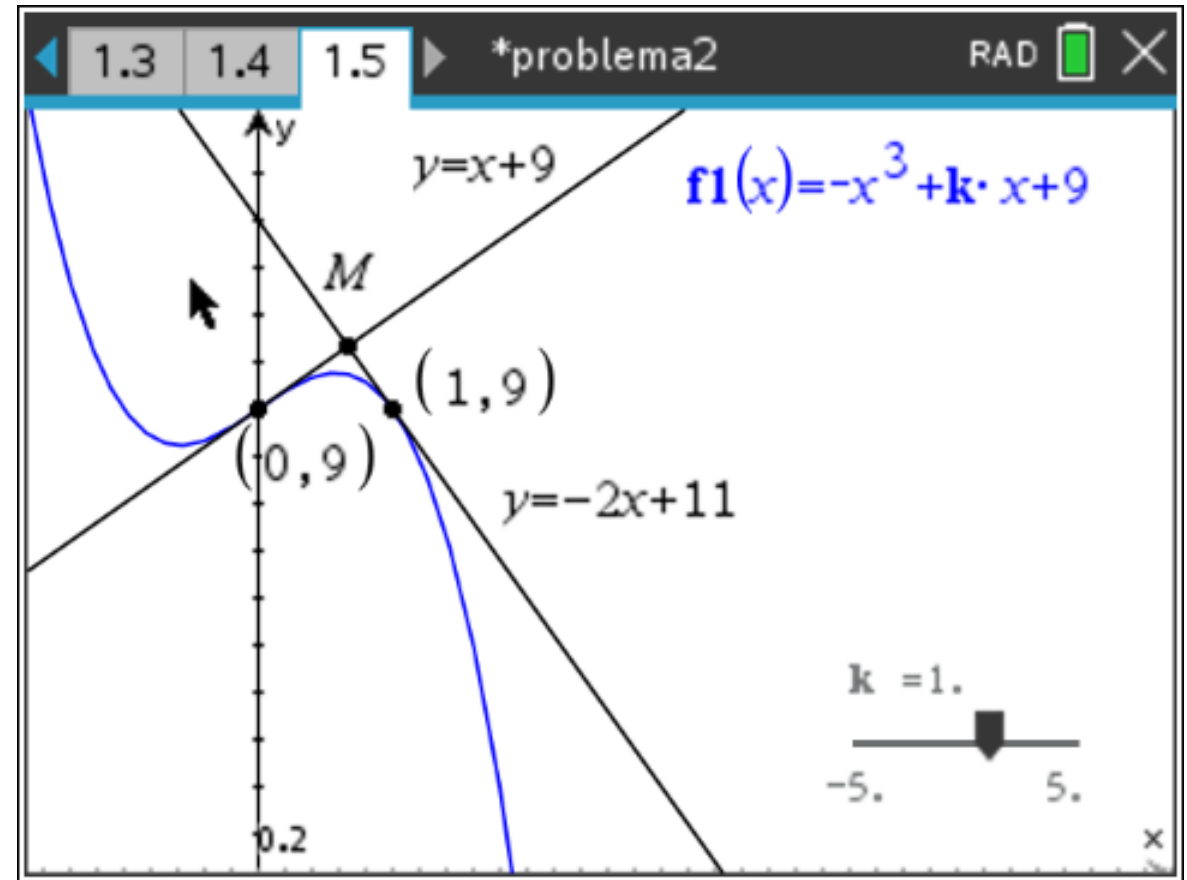 1.3 1.4 1.5 *problema2 RAD
y
y=x+9
f1(x)=-x³+k·x+9
M
(1,9)
(0,9)
y=−2x+11
k =1.
-5. 5.
0.2 x